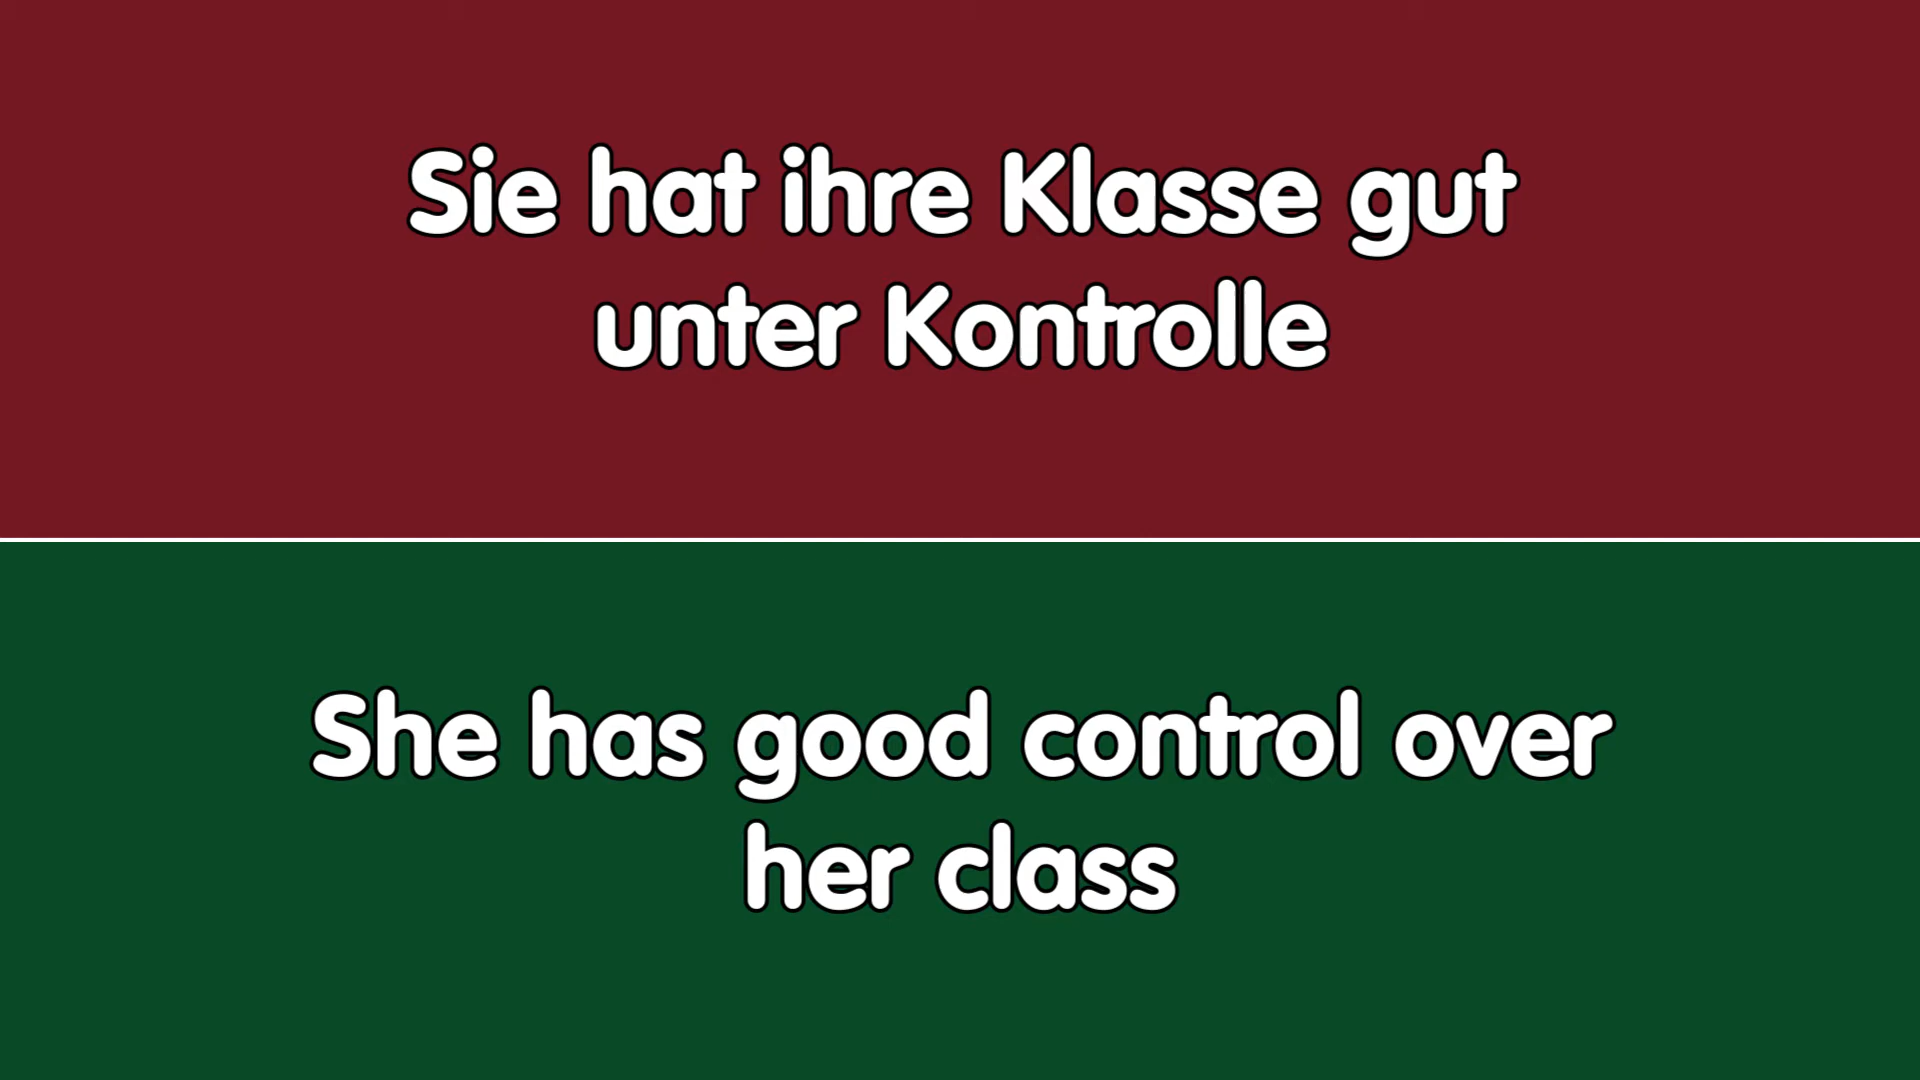 Sie hat ihre Klasse gut
unter Kontrolle
She has good control over
her class